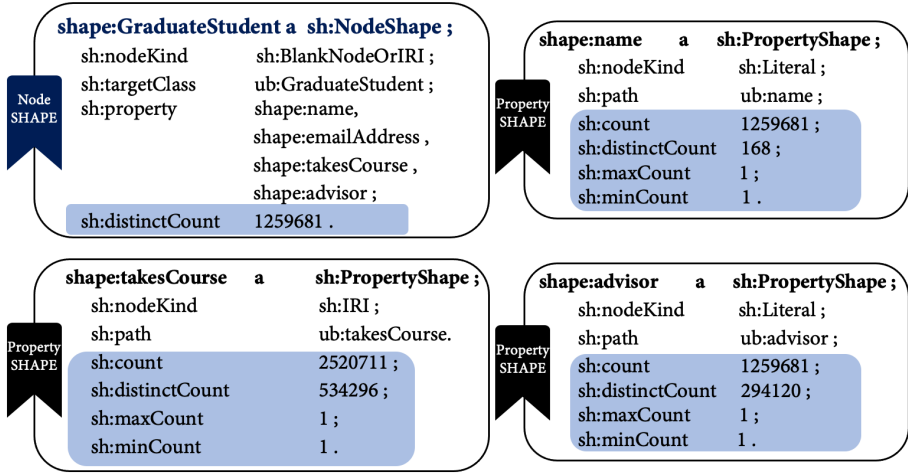 shape:GraduateStudent a sh:NodeShape ;
sh:nodeKind sh:BlankNodeOrIRI ;
sh:targetClass ub:GraduateStudent ;
sh:property shape:name,
shape:emailAddress ,
shape:takesCourse ,
shape:advisor ;
sh:distinctCount 1259681 .
Node
SHAPE
shape:name a sh:PropertyShape ;
sh:nodeKind sh:Literal ;
sh:path ub:name ;
sh:count 1259681 ;
sh:distinctCount 168 ;
sh:maxCount 1 ;
sh:minCount 1 .
Property
SHAPE
shape:takesCourse a sh:PropertyShape ;
sh:nodeKind sh:IRI ;
sh:path ub:takesCourse.
sh:count 2520711 ;
sh:distinctCount 534296 ;
sh:maxCount 1 ;
sh:minCount 1 .
Property
SHAPE
shape:advisor a sh:PropertyShape ;
sh:nodeKind sh:Literal ;
sh:path ub:advisor ;
sh:count 1259681 ;
sh:distinctCount 294120 ;
sh:maxCount 1 ;
sh:minCount 1 .
Property
SHAPE